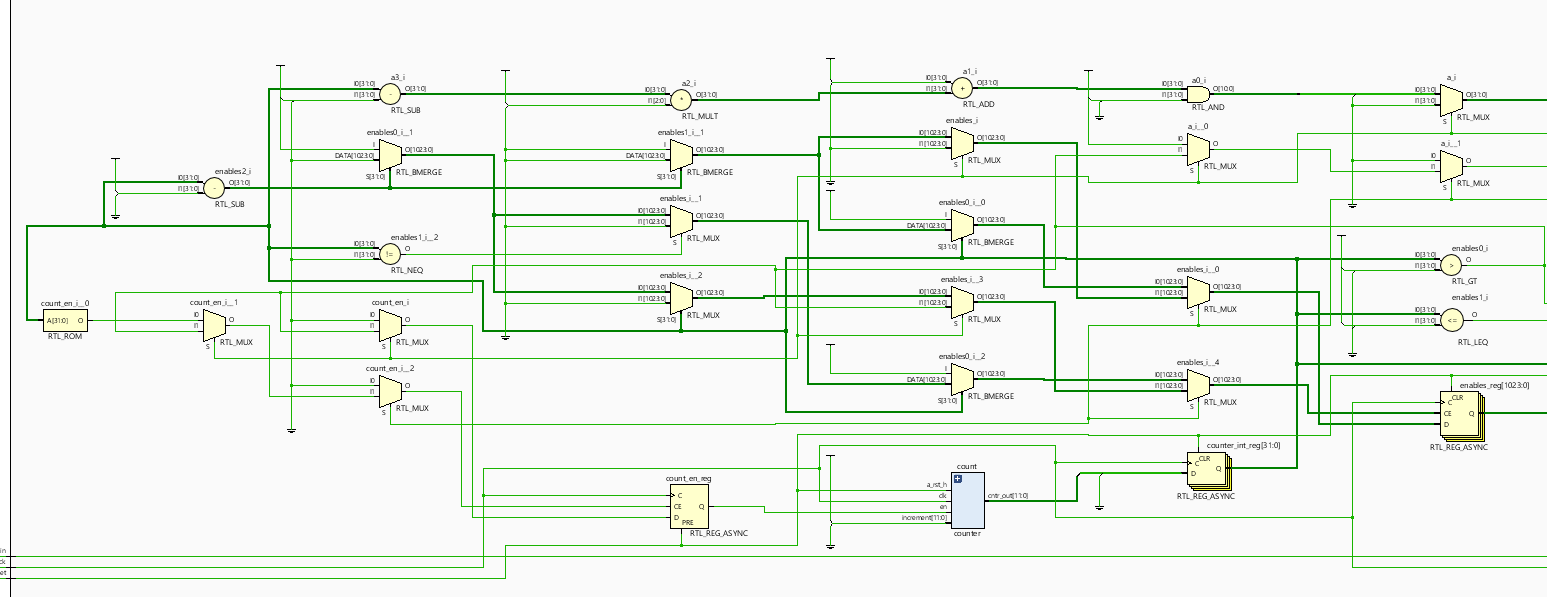 a3_i
I0[31:0]
I1[31:0]
O[31:0]
-
RTL_SUB
a2_i
I0[31:0]
I1[2:0]
O[31:0]
*
RTL_MULT
a1_i
I0[31:0]
I1[31:0]
O[31:0]
+
RTL_ADD
a0_i
I0[31:0]
I1[31:0]
O[10:0]
RTL_AND
a_i
I0[31:0]
I1[31:0]
O[31:0]
S
RTL_MUX
enables0_i__1
I
DATA[1023:0]
O[1023:0]
S[31:0]
RTL_BMERGE
enables1_i__1
I
DATA[1023:0]
O[1023:0]
S[31:0]
RTL_BMERGE
enables_i
I0[1023:0]
I1[1023:0]
O[1023:0]
S
RTL_MUX
a_i__0
I0
I1
O
S
RTL_MUX
a_i__1
I0
I1
O
S
RTL_MUX
enables2_i
I0[31:0]
I1[31:0]
O[31:0]
-
RTL_SUB
enables_i__1
I0[1023:0]
I1[1023:0]
O[1023:0]
S
RTL_MUX
enables0_i__0
I
DATA[1023:0]
O[1023:0]
S[31:0]
RTL_BMERGE
enables1_i__2
I0[31:0]
I1[31:0]
O
!=
RTL_NEQ
enables0_i
I0[31:0]
I1[31:0]
O
>
RTL_GT
enables_i__2
I0[1023:0]
I1[1023:0]
O[1023:0]
S[31:0]
RTL_MUX
enables_i__3
I0[1023:0]
I1[1023:0]
O[1023:0]
S
RTL_MUX
enables_i__0
I0[1023:0]
I1[1023:0]
O[1023:0]
S
RTL_MUX
enables1_i
I0[31:0]
I1[31:0]
O
<=
RTL_LEQ
count_en_i__0
A[31:0]
O
RTL_ROM
count_en_i__1
I0
I1
O
S
RTL_MUX
count_en_i
I0
I1
O
S
RTL_MUX
count_en_i__2
I0
I1
O
S
RTL_MUX
enables0_i__2
I
DATA[1023:0]
O[1023:0]
S[31:0]
RTL_BMERGE
enables_i__4
I0[1023:0]
I1[1023:0]
O[1023:0]
S
RTL_MUX
enables_reg[1023:0]
CLR
C
CE
D
Q
RTL_REG_ASYNC
counter_int_reg[31:0]
CLR
C
D
Q
RTL_REG_ASYNC
count_en_reg
C
CE
D
Q
PRE
RTL_REG_ASYNC
count
a_rst_h
clk
en
increment[11:0]
cntr_out[11:0]
counter
in
ck
et